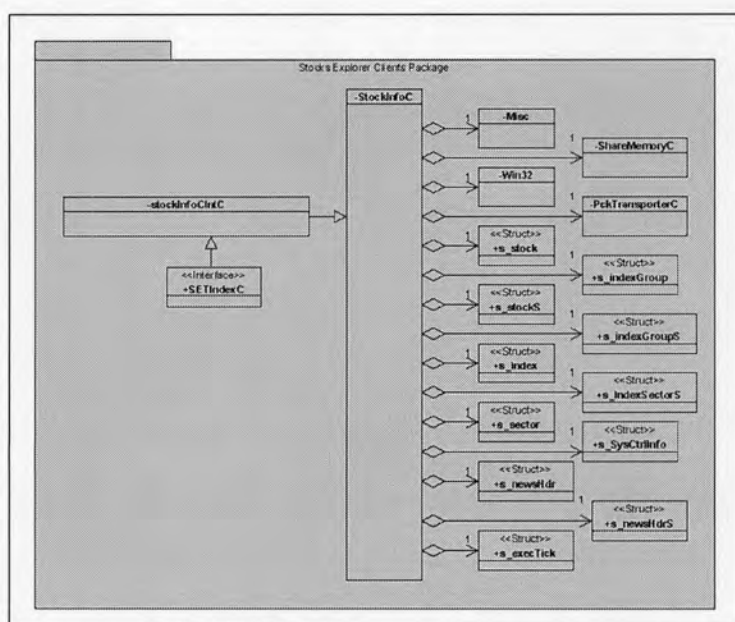 Stocks Explorer Clients Package
-StockInfoC
1
-Misc
1
-ShareMemoryC
1
-Win32
1
-PckTransporterC
-stockInfoCIntC
<<Interface>>
+SETIndexC
1
<<Struct>>
+s_stock
1
<<Struct>>
+s_indexGroup
1
<<Struct>>
+s_stockS
1
<<Struct>>
+s_indexGroupS
1
<<Struct>>
+s_index
1
<<Struct>>
+s_indexSectorS
1
<<Struct>>
+s_sector
1
<<Struct>>
+s_SysCtrlInfo
1
<<Struct>>
+s_newsHdr
1
<<Struct>>
+s_newsHdrS
1
<<Struct>>
+s_execTick